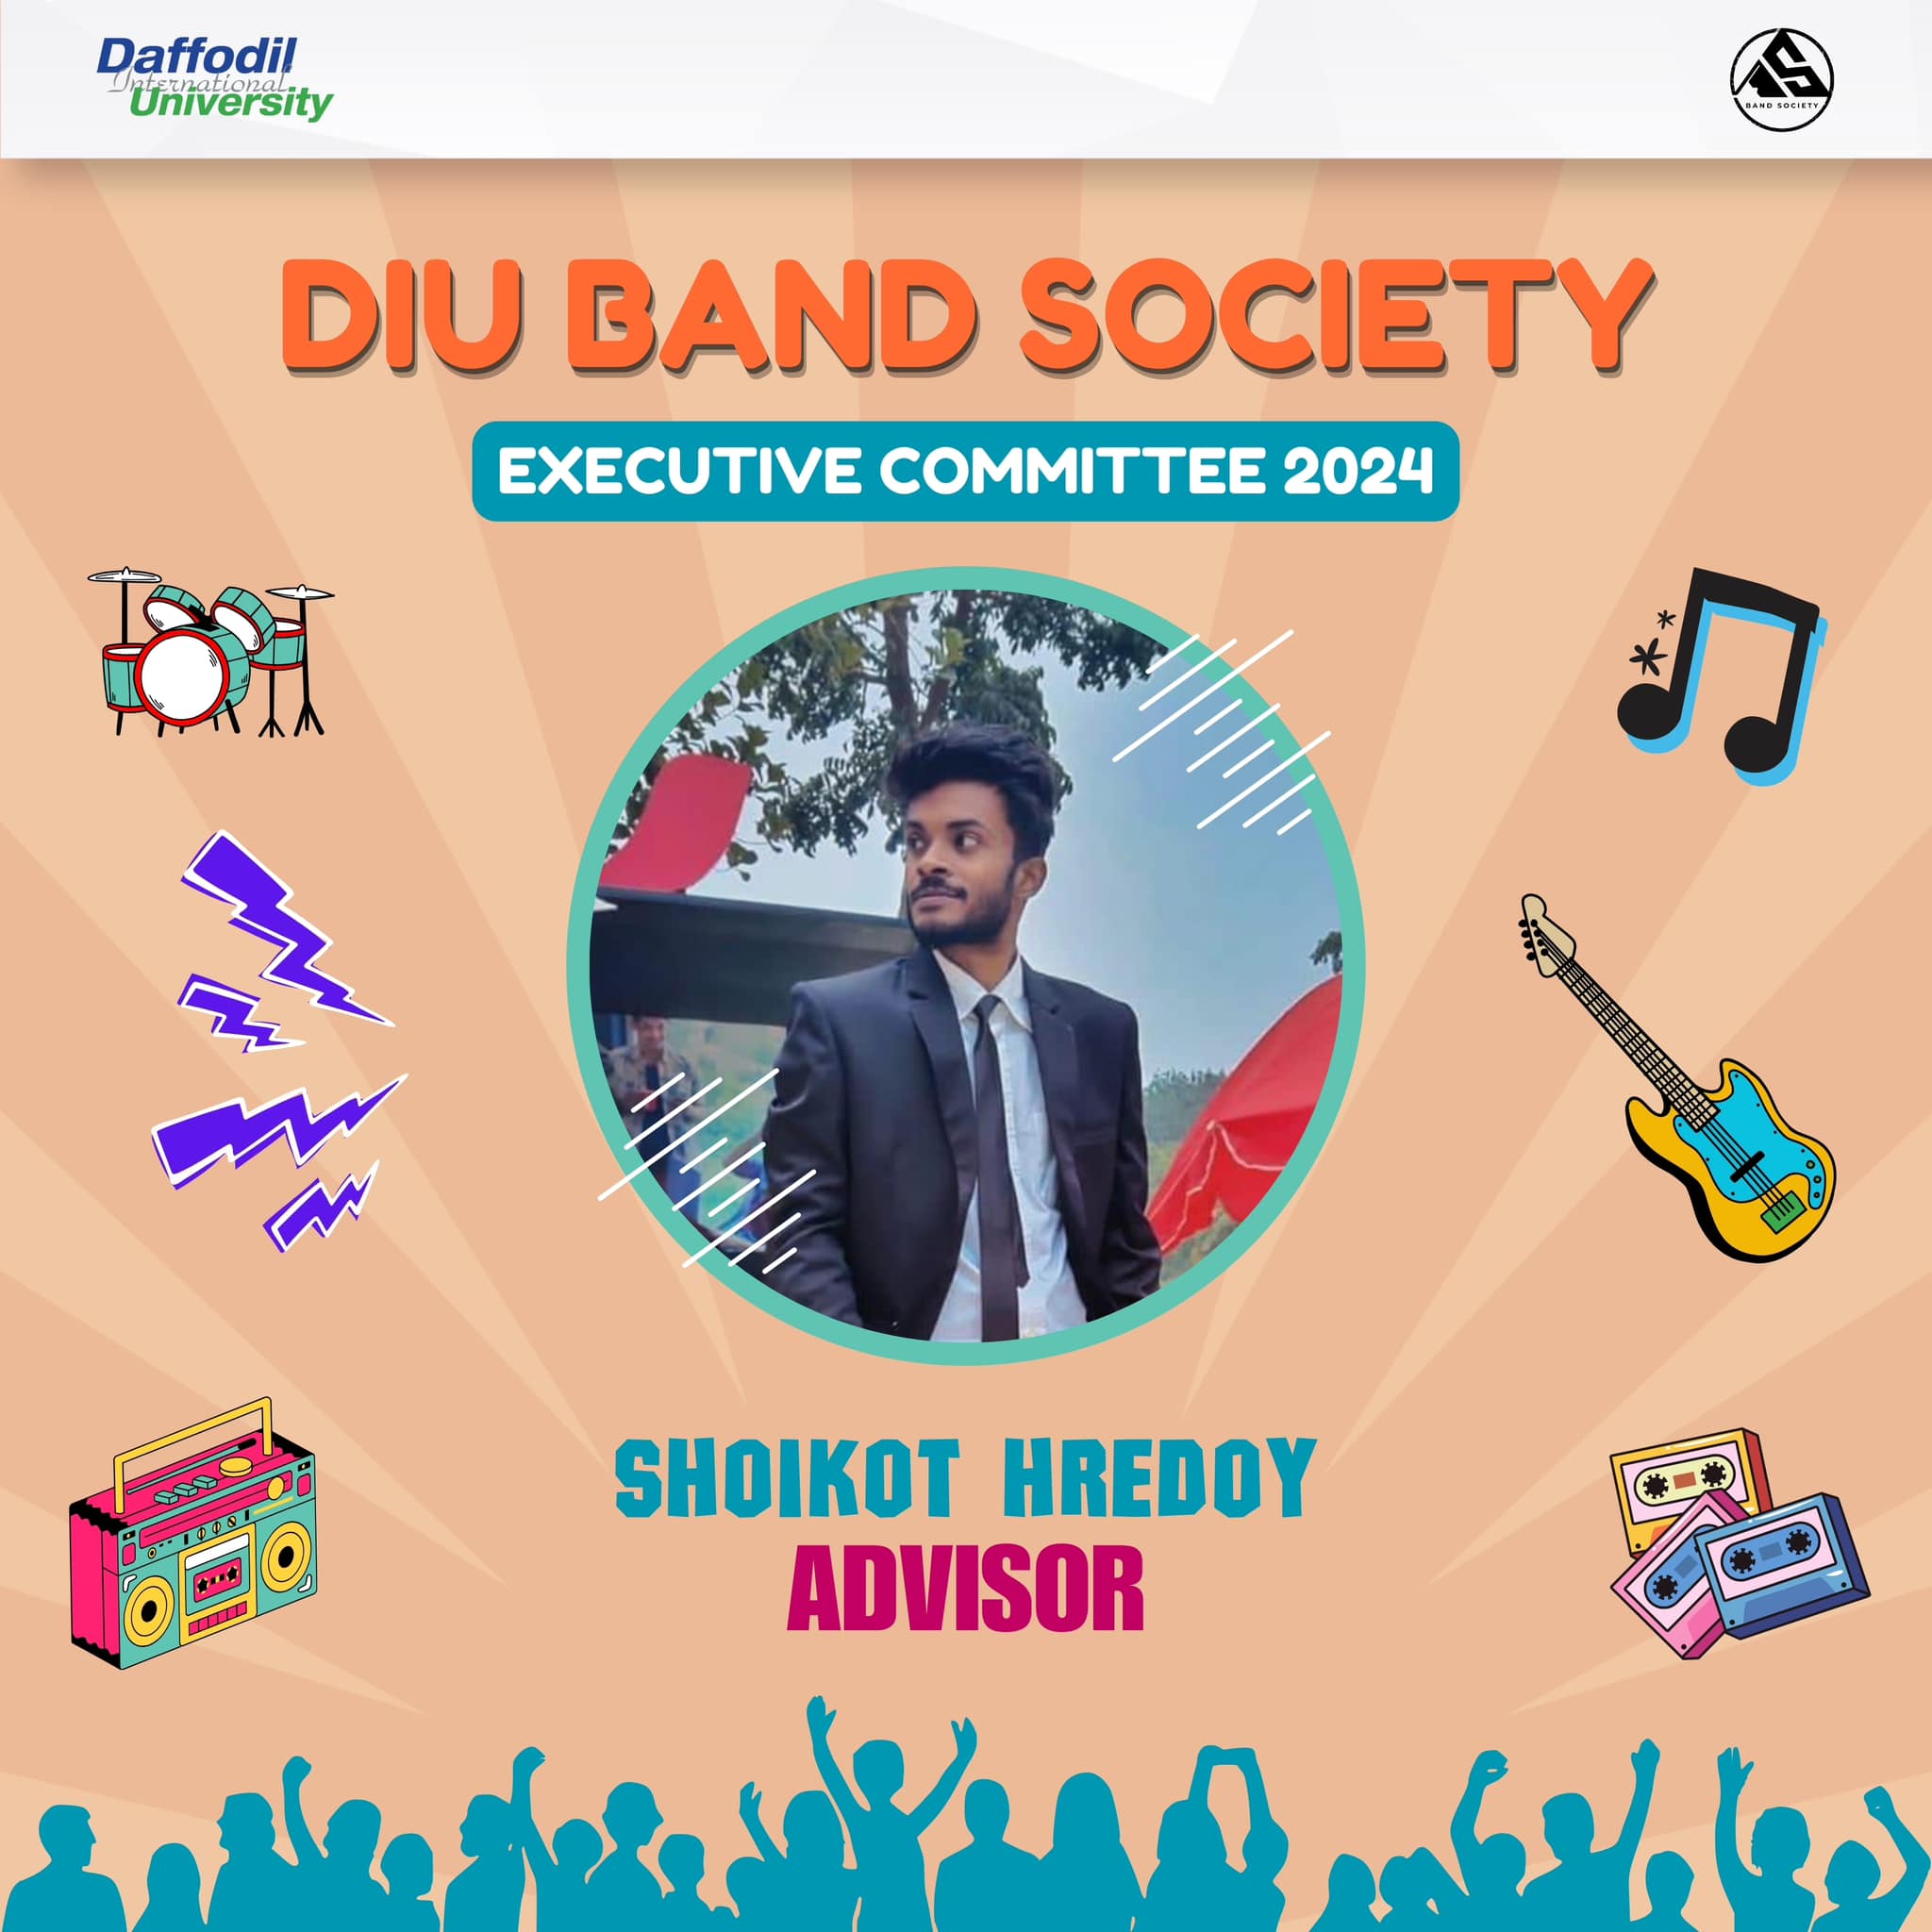 Daffodil
International
University
BAND SOCIETY
DIU BAND SOCIETY
EXECUTIVE COMMITTEE 2024
SHOIKOT HREDOY
ADVISOR